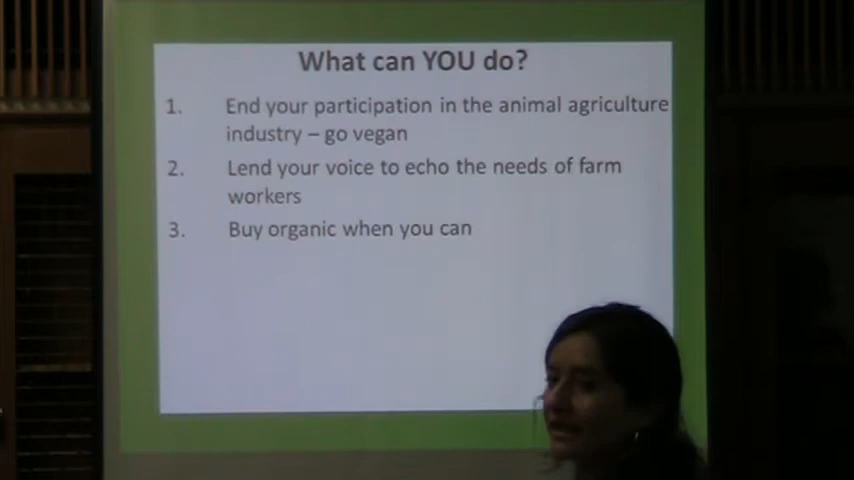 What can YOU do?
1. End your participation in the animal agriculture
industry – go vegan
2. Lend your voice to echo the needs of farm
workers
3. Buy organic when you can